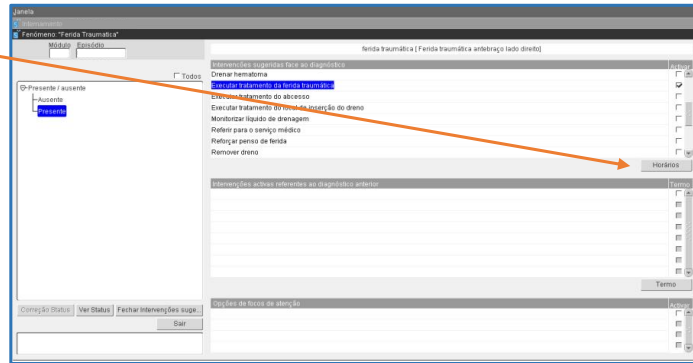 Janela
Internamento
Fenómeno: "Ferida Traumatica"
Módulo Episódio
ferida traumática [ Ferida traumática antebraço lado direito]
Todos
Presente / ausente
Ausente
Presente
Intervenções sugeridas face ao diagnóstico Activar
Drenar hematoma
Executar tratamento da ferida traumática
Executar tratamento do abcesso
Executar tratamento do local de inserção do dreno
Monitorizar líquido de drenagem
Referir para o serviço médico
Reforçar penso de ferida
Remover dreno
Horários
Intervenções activas referentes ao diagnóstico anterior Termo
Termo
Correção Status Ver Status Fechar Intervenções suge..
Sair
Opções de focos de atenção Activar